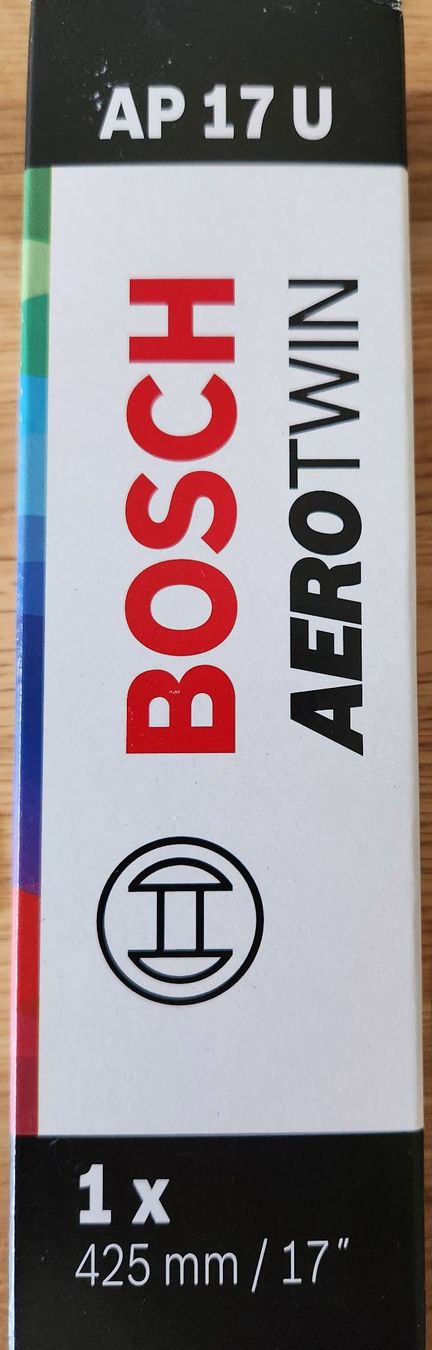 AP 17 U
BOSCH
AEROTWIN
1 x
425 mm / 17"